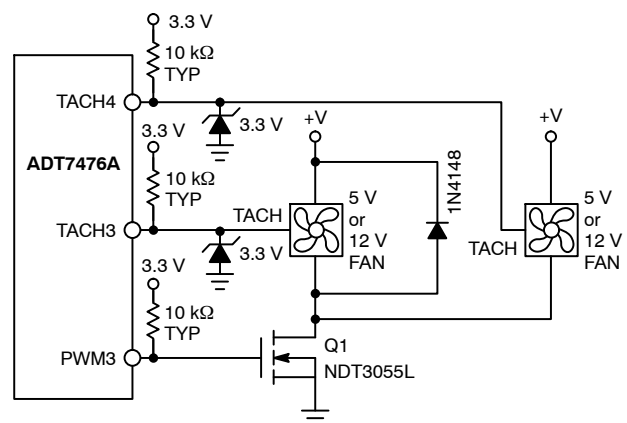 3.3 V
10 kΩ
TYP
TACH4
3.3 V
3.3 V
+V
+V
ADT7476A
10 kΩ
TYP
1N4148
TACH3
TACH
5 V
or
12 V
FAN
3.3 V
TACH
5 V
or
12 V
FAN
3.3 V
10 kΩ
TYP
PWM3
Q1
NDT3055L